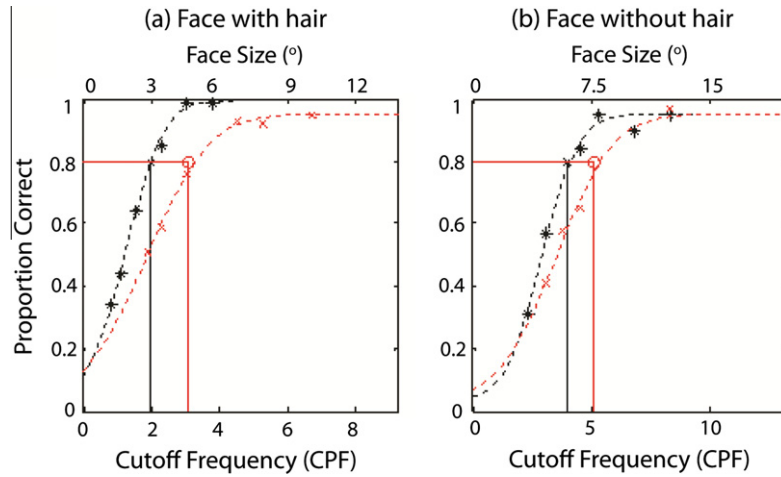 (a) Face with hair
Face Size (º)
0 3 6 9 12
1
0.8
0.6
0.4
0.2
0
Proportion Correct
0 2 4 6 8
Cutoff Frequency (CPF)
(b) Face without hair
Face Size (º)
0 7.5 15
1
0.8
0.6
0.4
0.2
0
0 5 10
Cutoff Frequency (CPF)